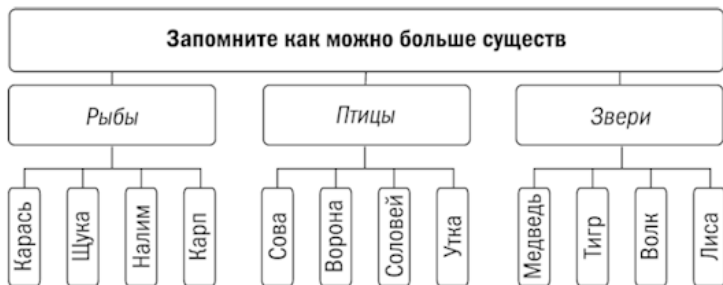 Запомните как можно больше существ
Рыбы
Птицы
Звери
Карась
Щука
Налим
Карп
Сова
Ворона
Соловей
Утка
Медведь
Тигр
Волк
Лиса